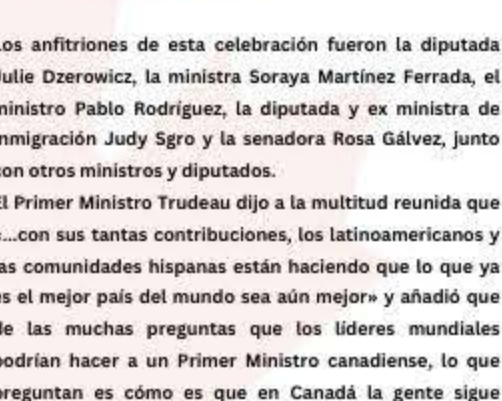 os anfitriones de esta celebración fueron la diputada
Julie Dzerowicz, la ministra Soraya Martínez Ferrada, el
ministro Pablo Rodríguez, la diputada y ex ministra de
nmigración Judy Sgro y la senadora Rosa Gálvez, junto
con otros ministros y diputados.
El Primer Ministro Trudeau dijo a la multitud reunida que
«...con sus tantas contribuciones, los latinoamericanos y
as comunidades hispanas están haciendo que lo que ya
es el mejor país del mundo sea aún mejor» y añadió que
de las muchas preguntas que los líderes mundiales
podrían hacer a un Primer Ministro canadiense, lo que
preguntan es cómo es que en Canadá la gente sigue